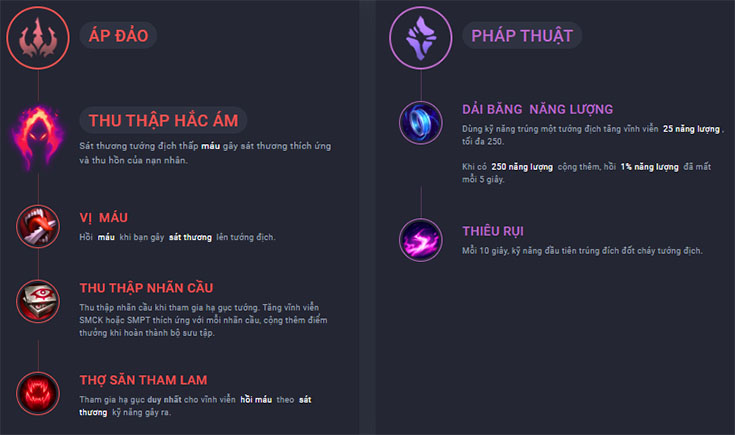 ÁP ĐẢO
THU THẬP HẮC ÁM
Sát thương tướng địch thấp máu gây sát thương thích ứng
và thu hồn của nạn nhân.
VỊ MÁU
Hồi máu khi bạn gây sát thương lên tướng địch.
THU THẬP NHÃN CẦU
Thu thập nhãn cầu khi tham gia hạ gục tướng. Tăng vĩnh viễn
SMCK hoặc SMPT thích ứng với mỗi nhãn cầu, cộng thêm điểm
thưởng khi hoàn thành bộ sưu tập.
THỢ SĂN THAM LAM
Tham gia hạ gục duy nhất cho vĩnh viễn hồi máu theo sát
thương kỹ năng gây ra.
PHÁP THUẬT
DẢI BĂNG NĂNG LƯỢNG
Dùng kỹ năng trúng một tướng địch tăng vĩnh viễn 25 năng lượng ,
tối đa 250.
Khi có 250 năng lượng cộng thêm, hồi 1% năng lượng đã mất
mỗi 5 giây.
THIÊU RỤI
Mỗi 10 giây, kỹ năng đầu tiên trúng đích đốt cháy tướng địch.